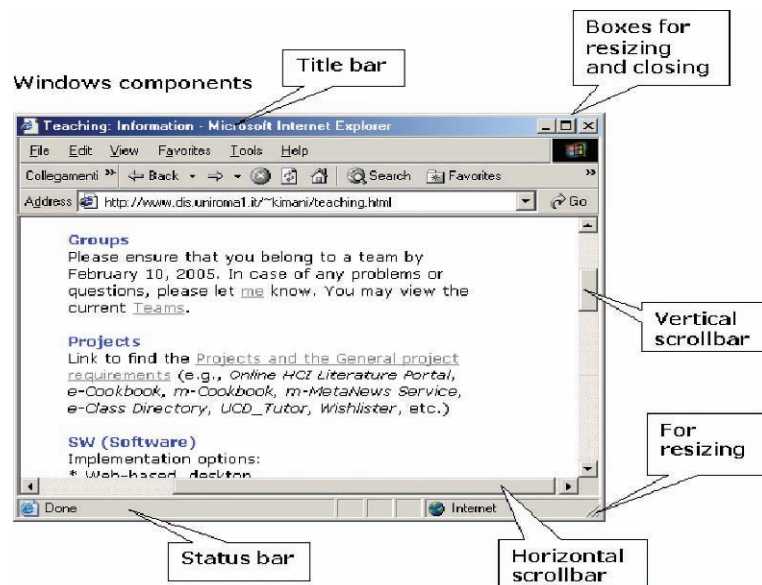 Boxes for
resizing
and closing
Title bar
Windows components
Teaching: Information - Microsoft Internet Explorer
File Edit View Favorites Tools Help
Collegamenti » Back Search Favorites »
Address http://www.dis.uniroma1.it/~kimani/teaching.html Go
Groups
Please ensure that you belong to a team by
February 10, 2005. In case of any problems or
questions, please let me know. You may view the
current Teams.
Projects
Link to find the Projects and the General project
requirements (e.g., Online HCI Literature Portal,
e-Cookbook, m-Cookbook, m-MetaNews Service,
e-Class Directory, UCD_Tutor, Wishlister, etc.)
SW (Software)
Implementation options:
* Web-based, desktop
Vertical
scrollbar
For
resizing
Done Internet
Status bar
Horizontal
scrollbar